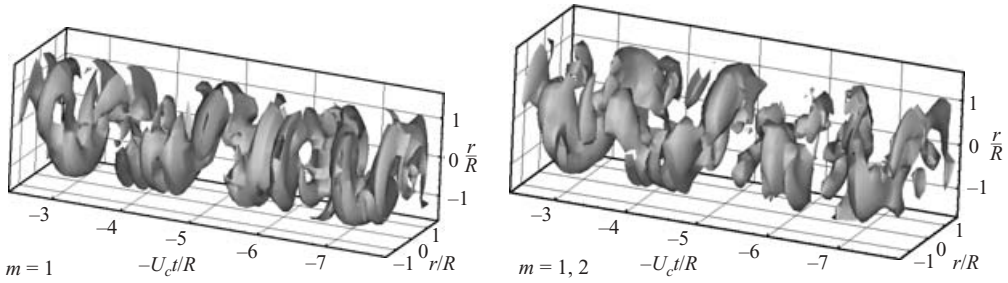 1
0
r/R
–1
–3
–4
–5
–6
–7
–1
0
1
r/R
m = 1
–U_c t/R
1
0
r/R
–1
–3
–4
–5
–6
–7
–1
0
1
r/R
m = 1, 2
–U_c t/R